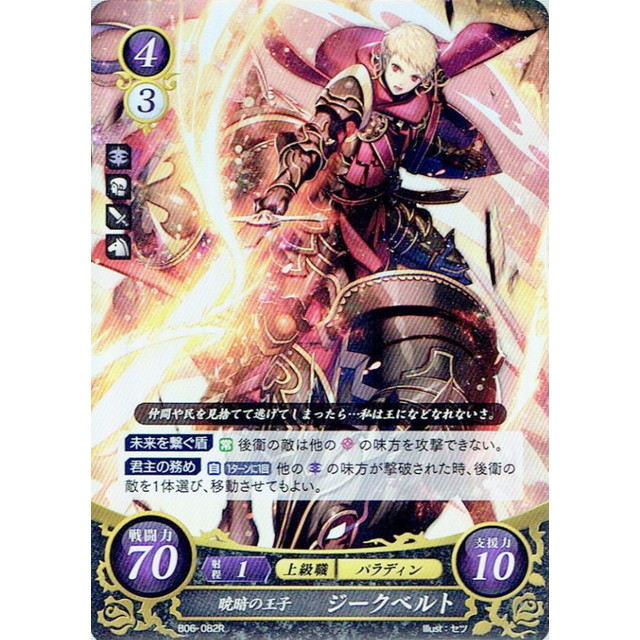 4
3
仲間や民を見捨てて逃げてしまったら…私は王になどなれないさ。
未来を繋ぐ盾 常 後衛の敵は他の の味方を攻撃できない。
君主の務め 自 1ターンに1回 他の の味方が撃破された時、後衛の
敵を1体選び、移動させてもよい。
戦闘力 70 射程 1 上級職 パラディン 支援力 10
暁暗の王子 ジークベルト
B06-082R Illust:セツ